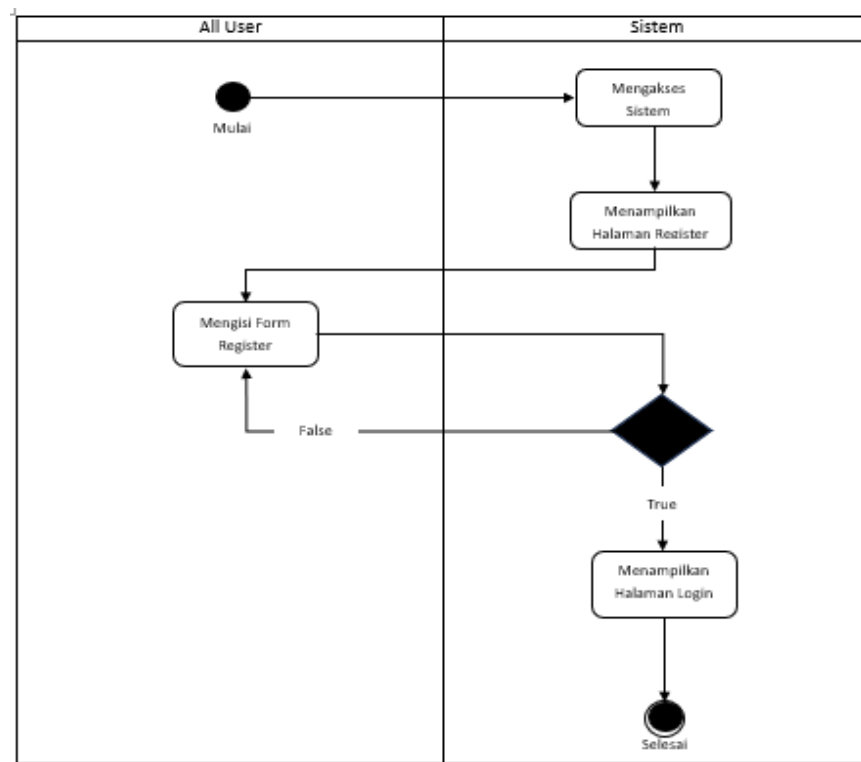 All User
Sistem
Mulai
Mengakses
Sistem
Menampilkan
Halaman Register
Mengisi Form
Register
False
True
Menampilkan
Halaman Login
Selesai